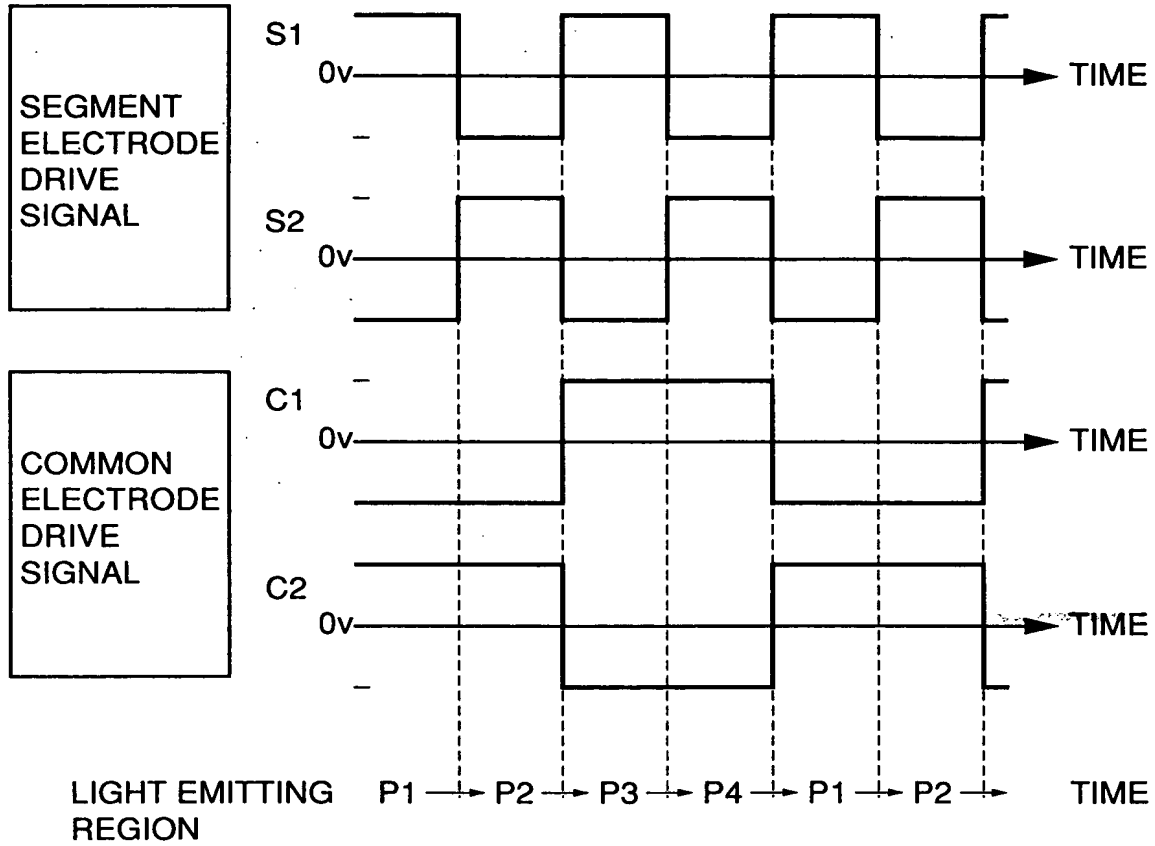 SEGMENT
ELECTRODE
DRIVE
SIGNAL
S1
0v
TIME
S2
0v
TIME
COMMON
ELECTRODE
DRIVE
SIGNAL
C1
0v
TIME
C2
0v
TIME
LIGHT EMITTING
REGION
P1 → P2 → P3 → P4 → P1 → P2 → TIME